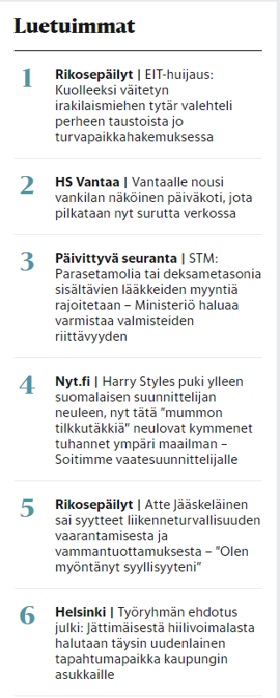 Luetuimmat
1 Rikosepäilyt | EIT-huijaus:
Kuolleeksi väitetyn
irakilaismiehen tytär valehteli
perheen taustoista jo
turvapaikkahakemuksessa
2 HS Vantaa | Vantaalle nousi
vankilan näköinen päiväkoti, jota
pilkataan nyt surutta verkossa
3 Päivittyvä seuranta | STM:
Parasetamolia tai deksametasonia
sisältävien lääkkeiden myyntiä
rajoitetaan – Ministeriö haluaa
varmistaa valmisteiden
riittävyyden
4 Nyt.fi | Harry Styles puki ylleen
suomalaisen suunnittelijan
neuleen, nyt tätä ”mummon
tilkkutäkkiä” neulovat kymmenet
tuhannet ympäri maailman –
Soitimme vaatesuunnittelijalle
5 Rikosepäilyt | Atte Jääskeläinen
sai syytteet liikenneturvallisuuden
vaarantamisesta ja
vammantuottamuksesta – ”Olen
myöntänyt syyllisyyteni”
6 Helsinki | Työryhmän ehdotus
julki: Jättimäisestä hiilivoimalasta
halutaan täysin uudenlainen
tapahtumapaikka kaupungin
asukkaille